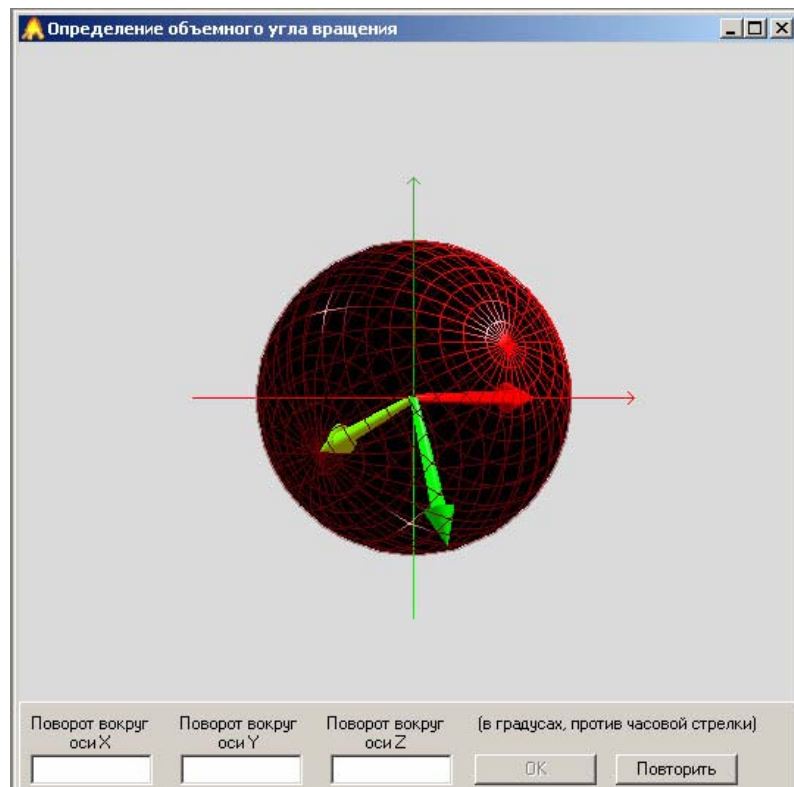 Определение объемного угла вращения
Поворот вокруг
оси X
Поворот вокруг
оси Y
Поворот вокруг
оси Z
(в градусах, против часовой стрелки)
OK
Повторить